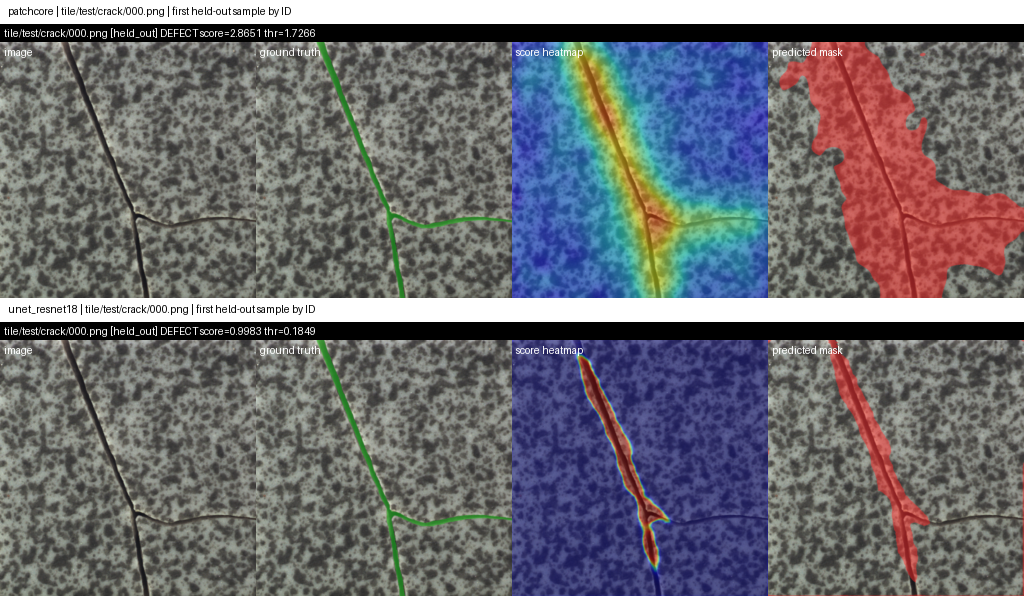 patchcore | tile/test/crack/000.png | first held-out sample by ID
tile/test/crack/000.png [held_out] DEFECT score=2.8651 thr=1.7266
image ground truth score heatmap predicted mask
unet_resnet18 | tile/test/crack/000.png | first held-out sample by ID
tile/test/crack/000.png [held_out] DEFECT score=0.9983 thr=0.1849
image ground truth score heatmap predicted mask